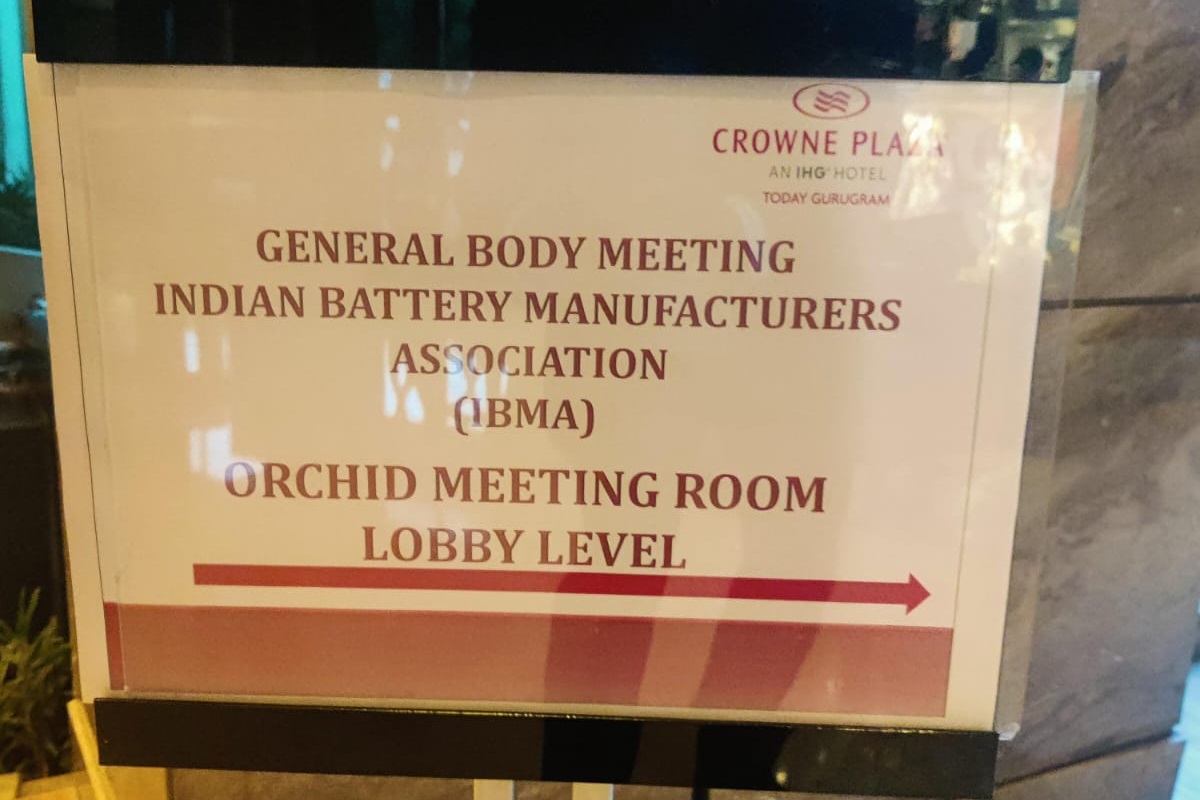 CROWNE PLAZA
AN IHG® HOTEL
TODAY GURUGRAM
GENERAL BODY MEETING
INDIAN BATTERY MANUFACTURERS
ASSOCIATION
(IBMA)
ORCHID MEETING ROOM
LOBBY LEVEL